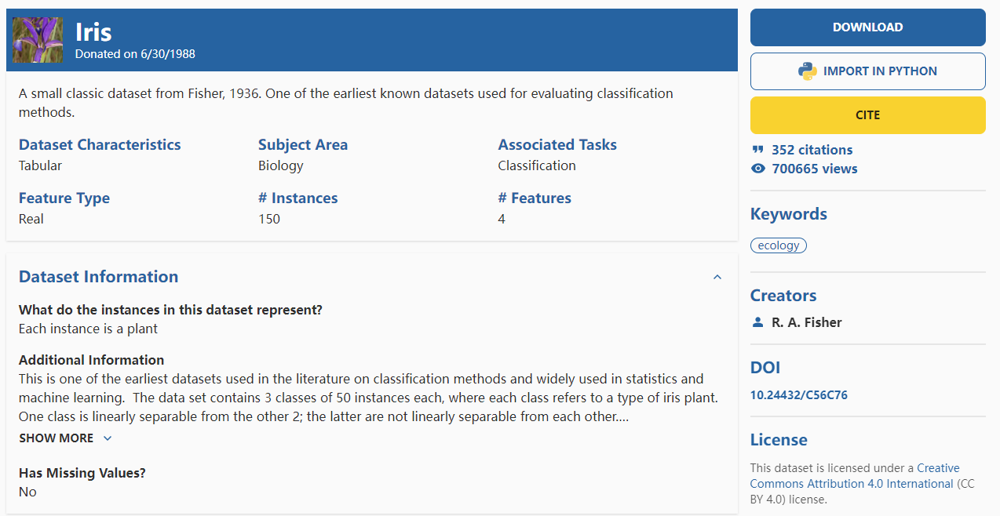 Iris
Donated on 6/30/1988
A small classic dataset from Fisher, 1936. One of the earliest known datasets used for evaluating classification
methods.
Dataset Characteristics
Tabular
Subject Area
Biology
Associated Tasks
Classification
Feature Type
Real
# Instances
150
# Features
4
Dataset Information
What do the instances in this dataset represent?
Each instance is a plant
Additional Information
This is one of the earliest datasets used in the literature on classification methods and widely used in statistics and
machine learning.  The data set contains 3 classes of 50 instances each, where each class refers to a type of iris plant.
One class is linearly separable from the other 2; the latter are not linearly separable from each other....
SHOW MORE
Has Missing Values?
No
DOWNLOAD
IMPORT IN PYTHON
CITE
352 citations
700665 views
Keywords
ecology
Creators
R. A. Fisher
DOI
10.24432/C56C76
License
This dataset is licensed under a Creative
Commons Attribution 4.0 International (CC
BY 4.0) license.